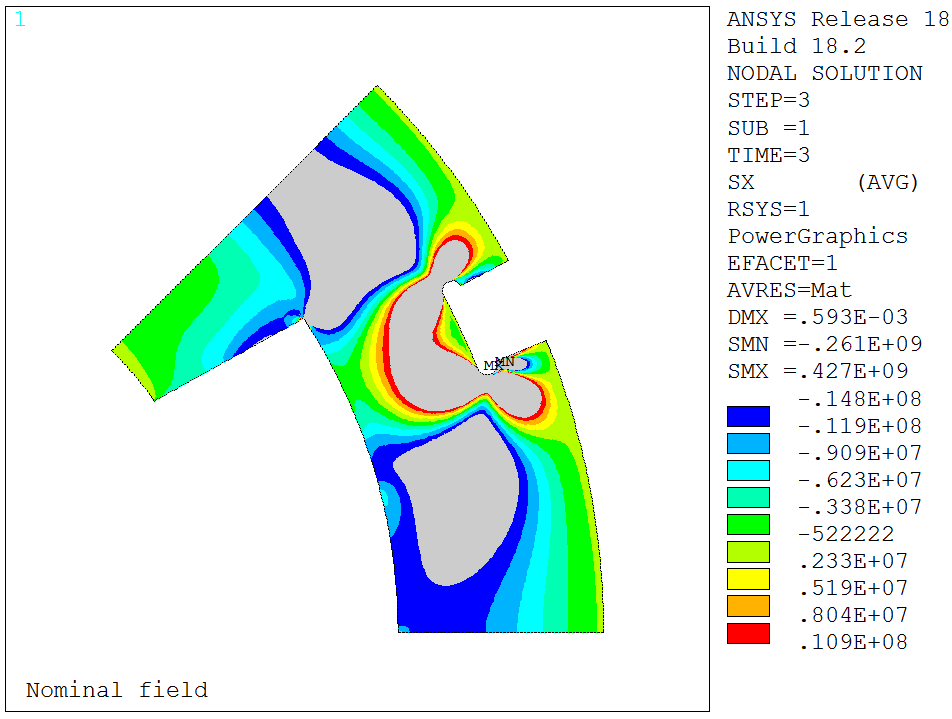 1
ANSYS Release 18
Build 18.2
NODAL SOLUTION
STEP=3
SUB =1
TIME=3
SX (AVG)
RSYS=1
PowerGraphics
EFACET=1
AVRES=Mat
DMX =.593E-03
SMN =-.261E+09
SMX =.427E+09
-.148E+08
-.119E+08
-.909E+07
-.623E+07
-.338E+07
-522222
.233E+07
.519E+07
.804E+07
.109E+08
MX
MN
Nominal field